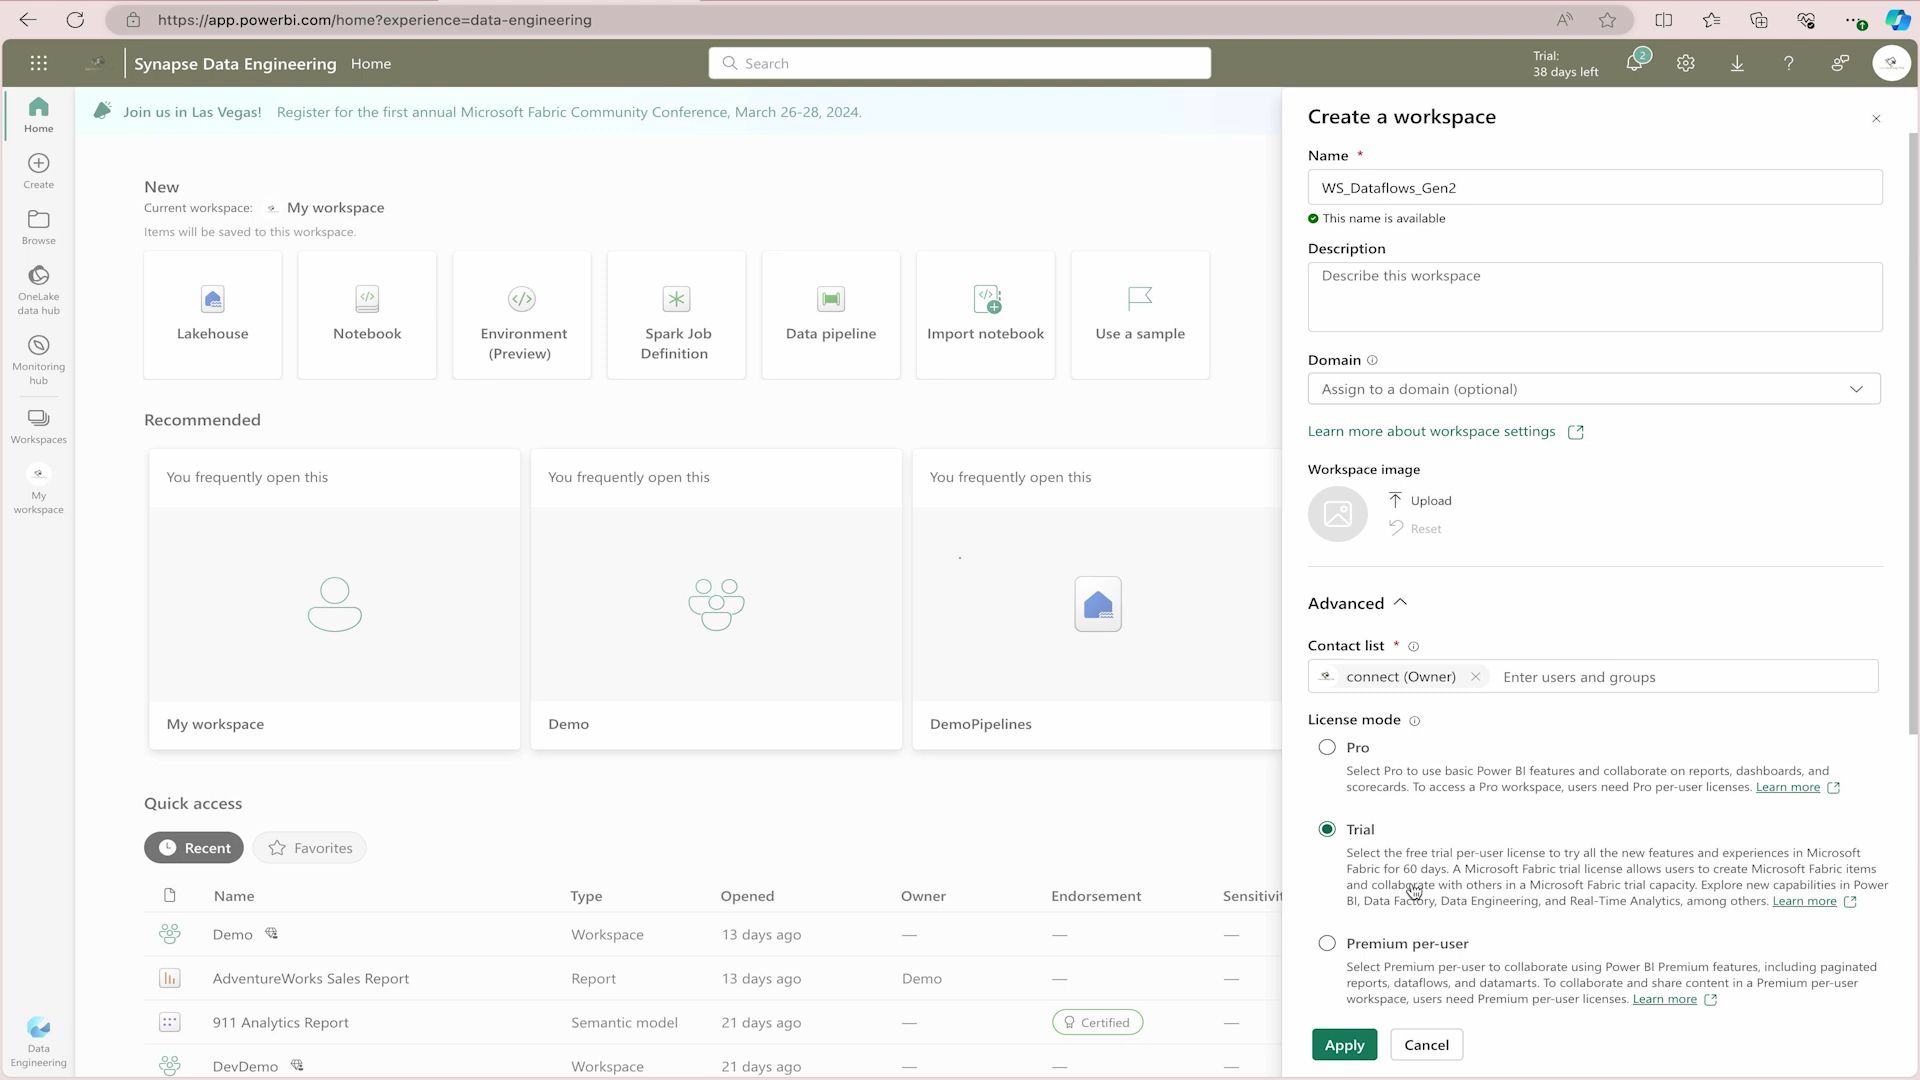 https://app.powerbi.com/home?experience=data-engineering
Synapse Data Engineering Home
Search
Trial:
38 days left
2
Home
Create
Browse
OneLake
data hub
Monitoring
hub
Workspaces
My
workspace
Data
Engineering
Join us in Las Vegas! Register for the first annual Microsoft Fabric Community Conference, March 26-28, 2024.
New
Current workspace: My workspace
Items will be saved to this workspace.
Lakehouse
Notebook
Environment
(Preview)
Spark Job
Definition
Data pipeline
Import notebook
Use a sample
Recommended
You frequently open this
My workspace
You frequently open this
Demo
You frequently open this
DemoPipelines
Quick access
Recent Favorites
Name Type Opened Owner Endorsement Sensitivit
Demo Workspace 13 days ago — — —
AdventureWorks Sales Report Report 13 days ago Demo — —
911 Analytics Report Semantic model 21 days ago — Certified —
DevDemo Workspace 21 days ago — — —
Create a workspace
Name *
WS_Dataflows_Gen2
This name is available
Description
Describe this workspace
Domain
Assign to a domain (optional)
Learn more about workspace settings
Workspace image
Upload
Reset
Advanced
Contact list *
connect (Owner) Enter users and groups
License mode
Pro
Select Pro to use basic Power BI features and collaborate on reports, dashboards, and
scorecards. To access a Pro workspace, users need Pro per-user licenses. Learn more
Trial
Select the free trial per-user license to try all the new features and experiences in Microsoft
Fabric for 60 days. A Microsoft Fabric trial license allows users to create Microsoft Fabric items
and collaborate with others in a Microsoft Fabric trial capacity. Explore new capabilities in Power
BI, Data Factory, Data Engineering, and Real-Time Analytics, among others. Learn more
Premium per-user
Select Premium per-user to collaborate using Power BI Premium features, including paginated
reports, dataflows, and datamarts. To collaborate and share content in a Premium per-user
workspace, users need Premium per-user licenses. Learn more
Apply Cancel